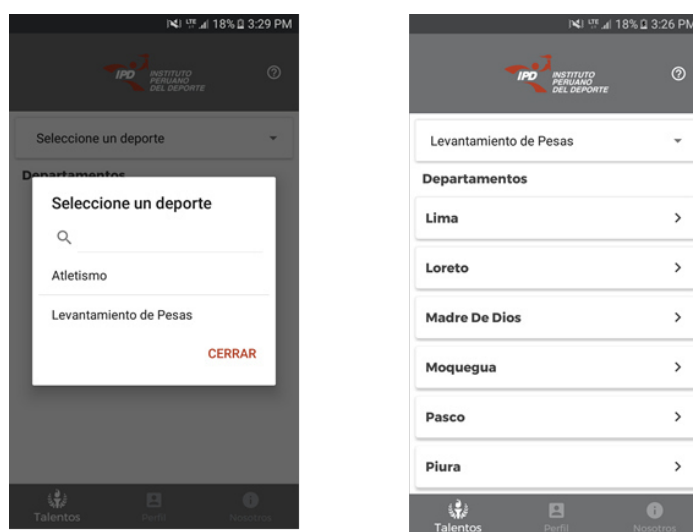 18% 3:29 PM
IPD INSTITUTO
PERUANO
DEL DEPORTE
Seleccione un deporte
Departamentos
Seleccione un deporte
Atletismo
Levantamiento de Pesas
CERRAR
Talentos Perfil Nosotros
LTE 18% 3:26 PM
IPD INSTITUTO
PERUANO
DEL DEPORTE
Levantamiento de Pesas
Departamentos
Lima
Loreto
Madre De Dios
Moquegua
Pasco
Piura
Talentos Perfil Nosotros